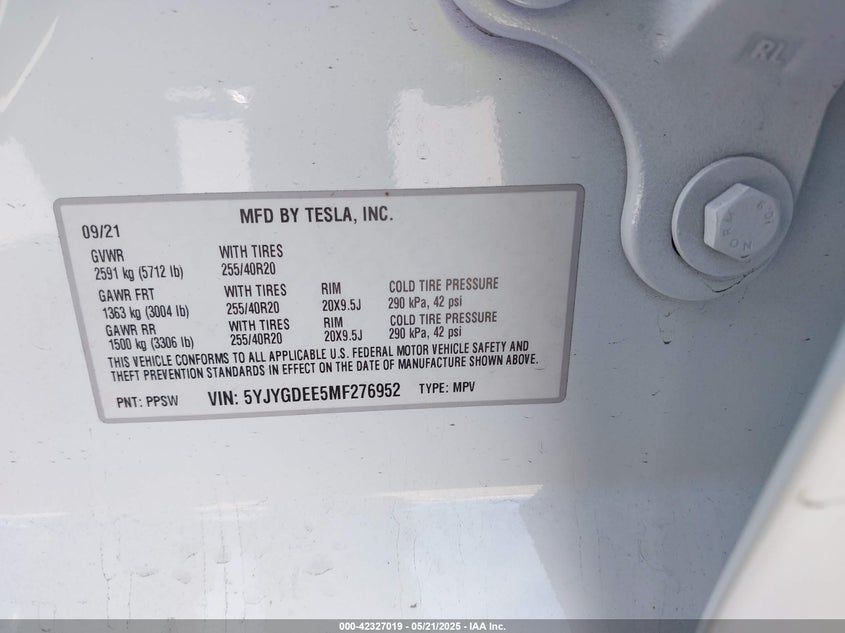 RL
MFD BY TESLA, INC.
09/21
GVWR WITH TIRES
2591 kg (5712 lb) 255/40R20
GAWR FRT WITH TIRES RIM COLD TIRE PRESSURE
1363 kg (3004 lb) 255/40R20 20X9.5J 290 kPa, 42 psi
GAWR RR WITH TIRES RIM COLD TIRE PRESSURE
1500 kg (3306 lb) 255/40R20 20X9.5J 290 kPa, 42 psi
THIS VEHICLE CONFORMS TO ALL APPLICABLE U.S. FEDERAL MOTOR VEHICLE SAFETY AND
THEFT PREVENTION STANDARDS IN EFFECT ON THE DATE OF MANUFACTURE SHOWN ABOVE.
PNT: PPSW VIN: 5YJYGDEE5MF276952 TYPE: MPV
000-42327019 - 05/21/2025 - IAA Inc.